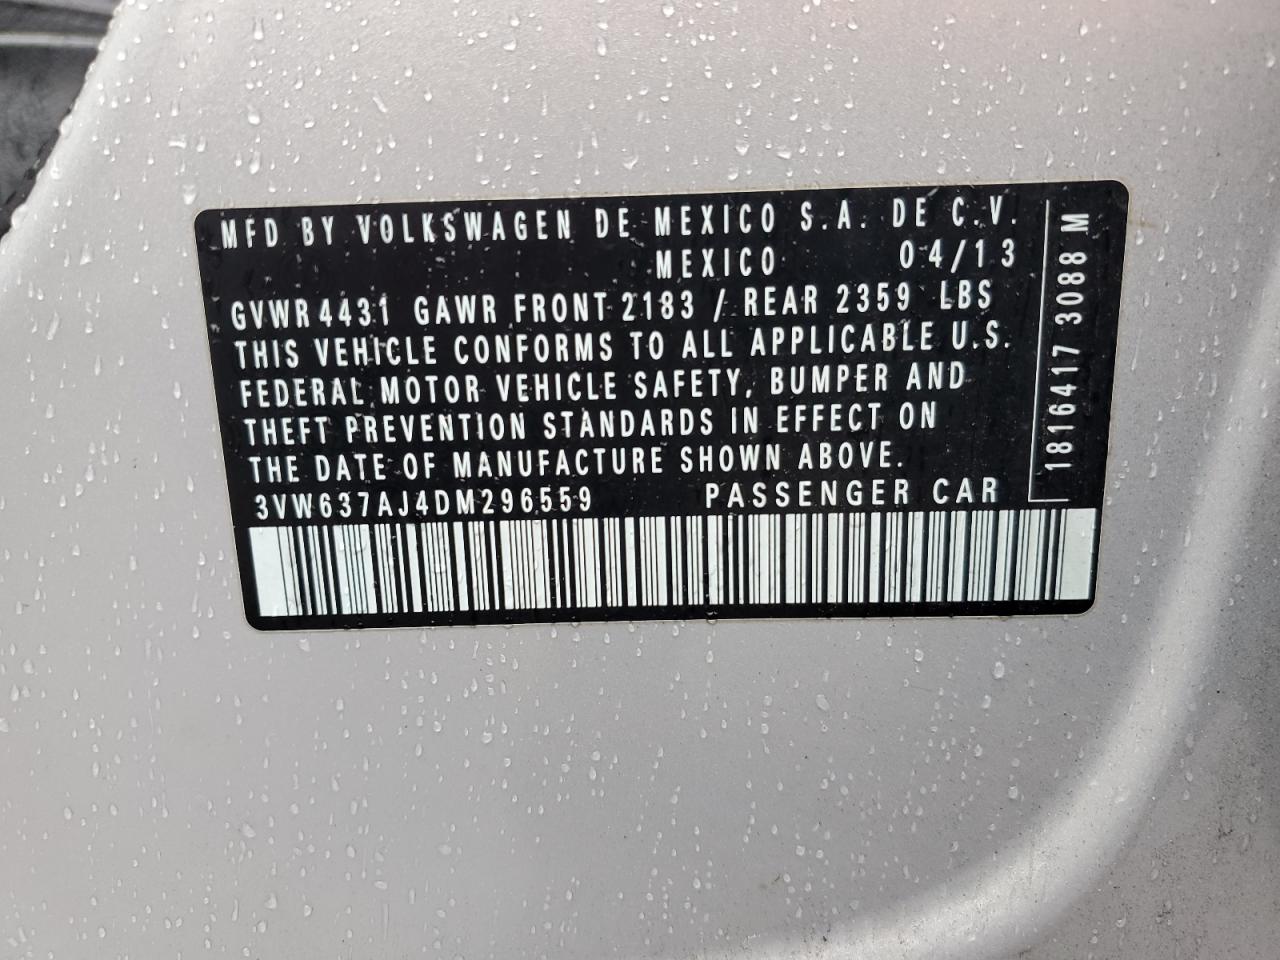 MFD BY VOLKSWAGEN DE MEXICO S.A. DE C.V.
MEXICO 04/13
GVWR 4431 GAWR FRONT 2183 / REAR 2359 LBS
THIS VEHICLE CONFORMS TO ALL APPLICABLE U.S.
FEDERAL MOTOR VEHICLE SAFETY, BUMPER AND
THEFT PREVENTION STANDARDS IN EFFECT ON
THE DATE OF MANUFACTURE SHOWN ABOVE.
3VW637AJ4DM296559 PASSENGER CAR
1816417 3088 M